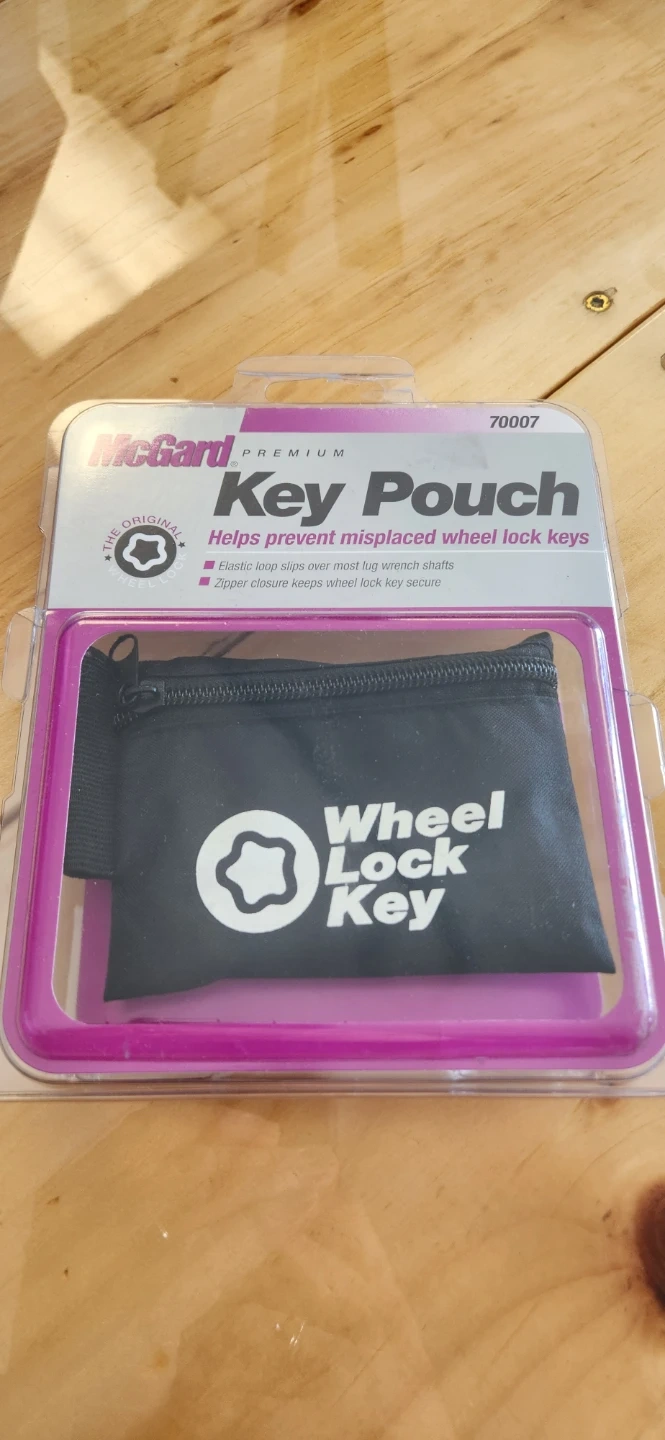 70007
McGard® PREMIUM
Key Pouch
Helps prevent misplaced wheel lock keys
THE ORIGINAL
WHEEL LOCK
Elastic loop slips over most lug wrench shafts
Zipper closure keeps wheel lock key secure
Wheel
Lock
Key